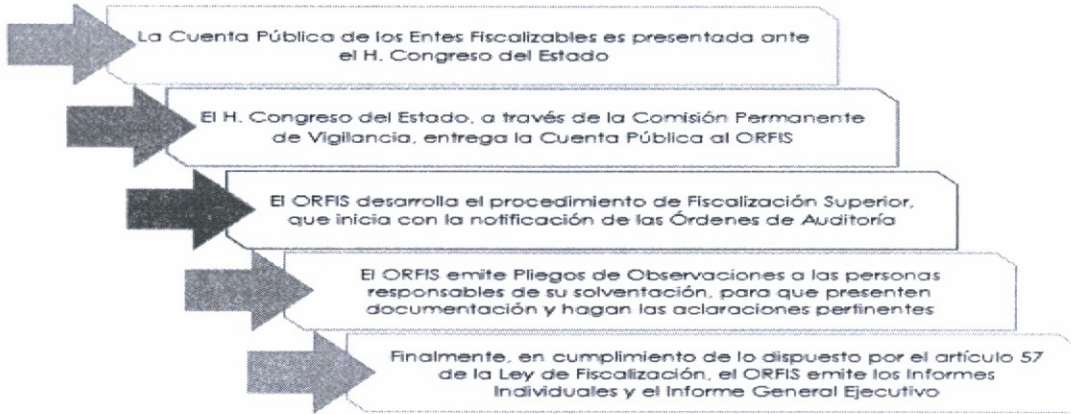 La Cuenta Pública de los Entes Fiscalizables es presentada ante
el H. Congreso del Estado
El H. Congreso del Estado, a través de la Comisión Permanente
de Vigilancia, entrega la Cuenta Pública al ORFIS
El ORFIS desarrolla el procedimiento de Fiscalización Superior,
que inicia con la notificación de las Órdenes de Auditoría
El ORFIS emite Pliegos de Observaciones a las personas
responsables de su solventación, para que presenten
documentación y hagan las aclaraciones pertinentes
Finalmente, en cumplimiento de lo dispuesto por el artículo 57
de la Ley de Fiscalización, el ORFIS emite los Informes
Individuales y el Informe General Ejecutivo